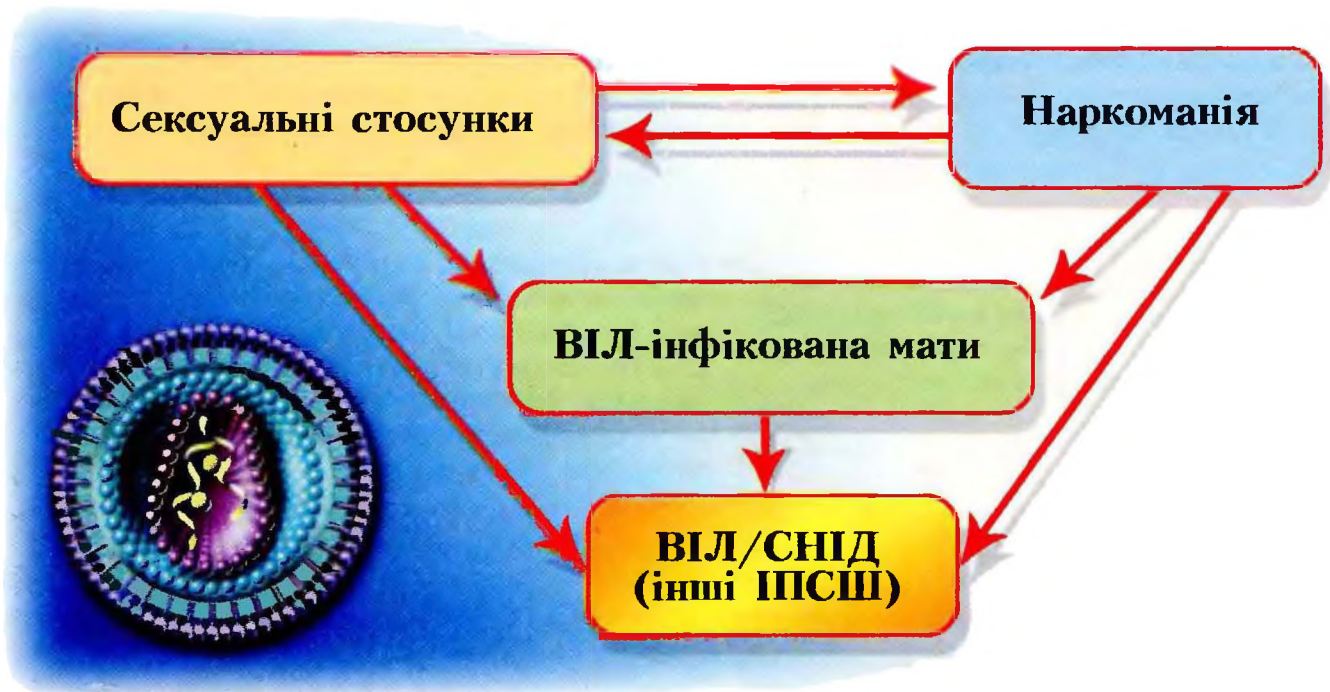 Сексуальні стосунки
Наркоманія
ВІЛ-інфікована мати
ВІЛ/СНІД
(інші ІПСШ)